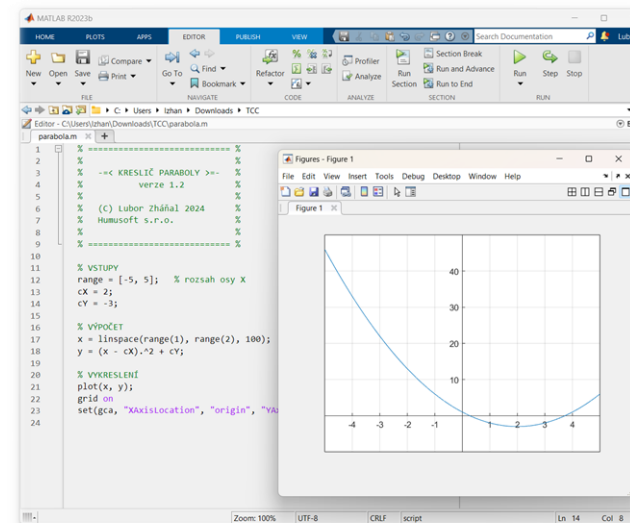 MATLAB R2023b
HOME PLOTS APPS EDITOR PUBLISH VIEW Search Documentation Lub
New Open Save Compare Print Go To Find Bookmark Refactor Profiler Analyze Run Section Section Break Run and Advance Run to End Run Step Stop
FILE NAVIGATE CODE ANALYZE SECTION RUN
C: Users lzhan Downloads TCC
Editor - C:\Users\lzhan\Downloads\TCC\parabola.m
parabola.m
1 % ============================= %
2 % %
3 % -=< KRESLIČ PARABOLY >=- %
4 % verze 1.2 %
5 % %
6 % (C) Lubor Zháňal 2024 %
7 % Humusoft s.r.o. %
8 % %
9 % ============================= %
10
11 % VSTUPY
12 range = [-5, 5]; % rozsah osy X
13 cX = 2;
14 cY = -3;
15
16 % VÝPOČET
17 x = linspace(range(1), range(2), 100);
18 y = (x - cX).^2 + cY;
19
20 % VYKRESLENÍ
21 plot(x, y);
22 grid on
23 set(gca, "XAxisLocation", "origin", "YA
24
Figures - Figure 1
File Edit View Insert Tools Debug Desktop Window Help
Figure 1
40
30
20
10
-4 -3 -2 -1 1 2 3 4
Zoom: 100% UTF-8 CRLF script Ln 14 Col 8